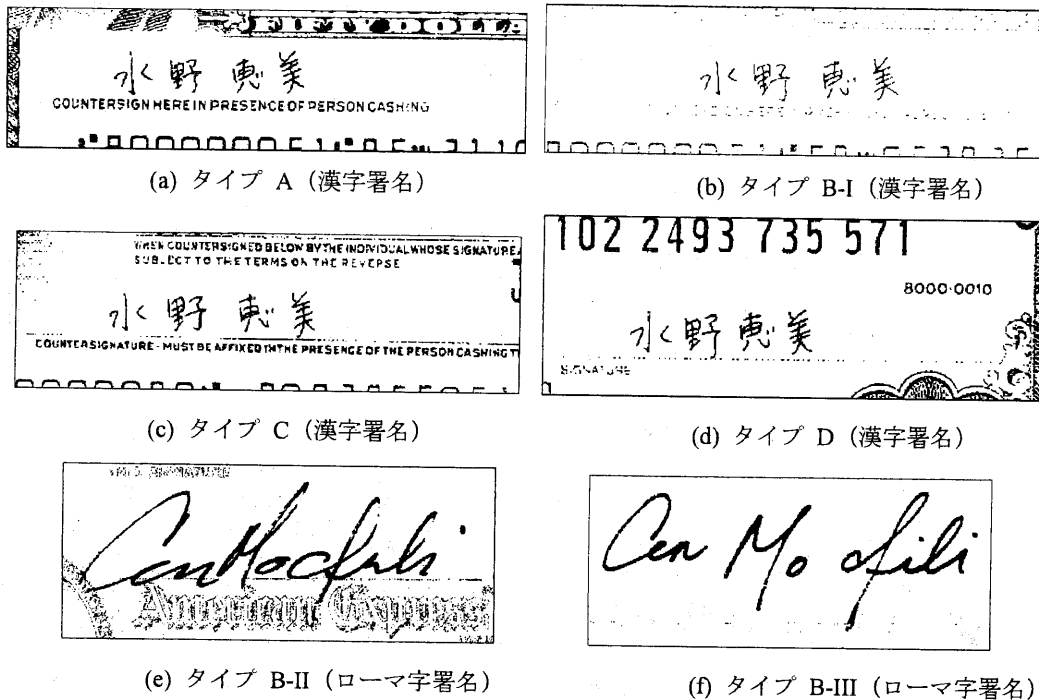 水野 恵美
COUNTERSIGN HERE IN PRESENCE OF PERSON CASHING
(a) タイプ A (漢字署名)
水野 恵美
(b) タイプ B-I (漢字署名)
WHEN COUNTERSIGNED BELOW BY THE INDIVIDUAL WHOSE SIGNATURE
SUBJECT TO THE TERMS ON THE REVERSE
水野 恵美
COUNTERSIGNATURE - MUST BE AFFIXED IN THE PRESENCE OF THE PERSON CASHING T
(c) タイプ C (漢字署名)
102 2493 735 571
8000-0010
水野 恵美
SIGNATURE
(d) タイプ D (漢字署名)
American Express
(e) タイプ B-II (ローマ字署名)
(f) タイプ B-III (ローマ字署名)